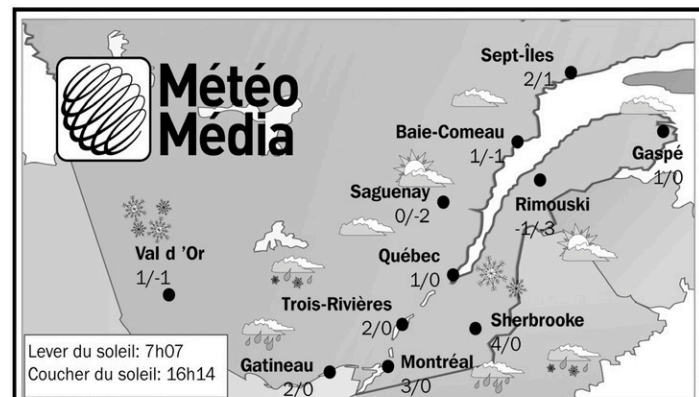 Météo
Média
Sept-Îles
2/1
Baie-Comeau
1/-1
Gaspé
1/0
Saguenay
0/-2
Rimouski
-1/-3
Val d 'Or
1/-1
Québec
1/0
Trois-Rivières
2/0
Sherbrooke
4/0
Lever du soleil: 7h07
Coucher du soleil: 16h14
Gatineau
2/0
Montréal
3/0